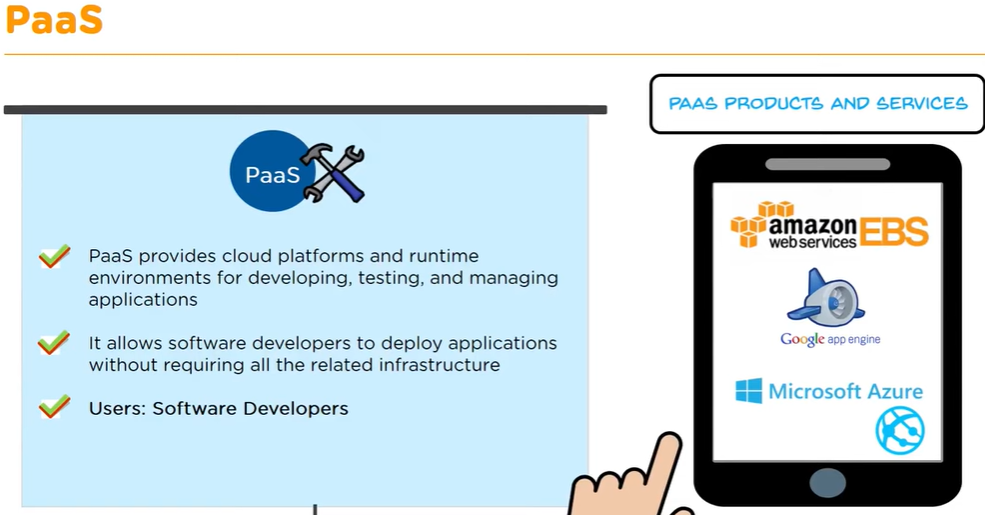 PaaS
PAAS PRODUCTS AND SERVICES
PaaS
PaaS provides cloud platforms and runtime
environments for developing, testing, and managing
applications
It allows software developers to deploy applications
without requiring all the related infrastructure
Users: Software Developers
amazon
web services
EBS
Google app engine
Microsoft Azure